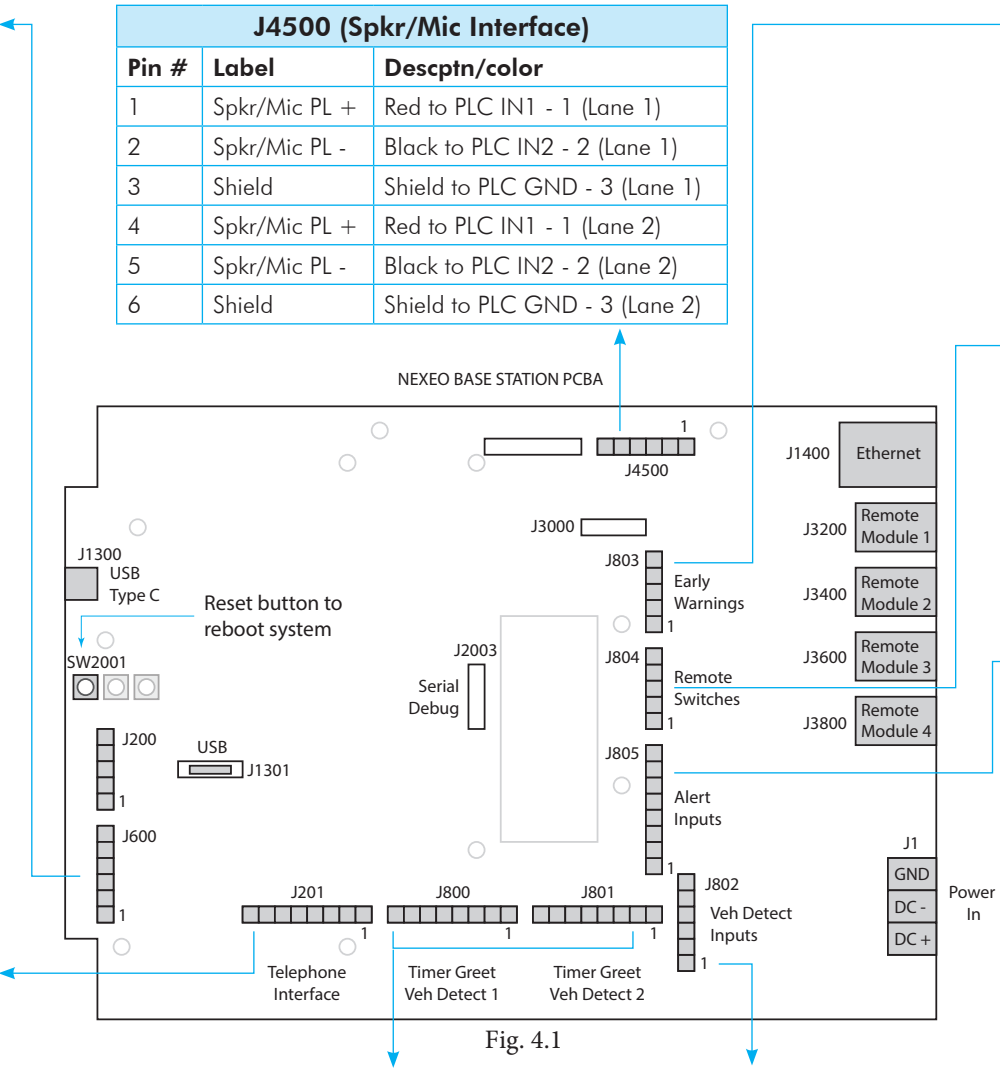 J4500 (Spkr/Mic Interface)
Pin # Label Descptn/color
1 Spkr/Mic PL + Red to PLC IN1 - 1 (Lane 1)
2 Spkr/Mic PL - Black to PLC IN2 - 2 (Lane 1)
3 Shield Shield to PLC GND - 3 (Lane 1)
4 Spkr/Mic PL + Red to PLC IN1 - 1 (Lane 2)
5 Spkr/Mic PL - Black to PLC IN2 - 2 (Lane 2)
6 Shield Shield to PLC GND - 3 (Lane 2)
NEXEO BASE STATION PCBA
1
J4500
J1400
Ethernet
J3000
J3200
Remote
Module 1
J1300
USB
Type C
J803
Early
Warnings
1
J3400
Remote
Module 2
Reset button to
reboot system
SW2001
J2003
Serial
Debug
J804
Remote
Switches
1
J3600
Remote
Module 3
J3800
Remote
Module 4
J200
1
USB
J1301
J805
Alert
Inputs
1
J600
1
J1
GND
DC -
DC +
Power
In
J201
1
J800
1
J801
1
J802
Veh Detect
Inputs
1
Telephone
Interface
Timer Greet
Veh Detect 1
Timer Greet
Veh Detect 2
Fig. 4.1